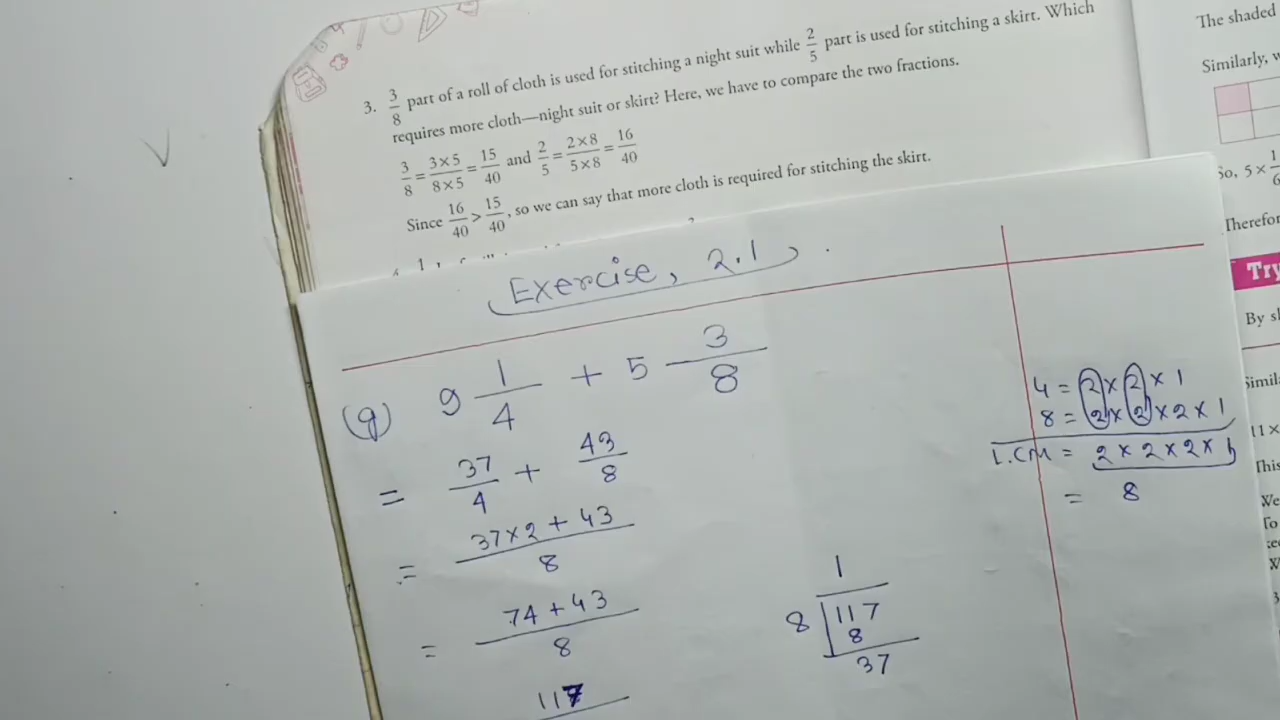 3. 3/8 part of a roll of cloth is used for stitching a night suit while 2/5 part is used for stitching a skirt. Which
requires more cloth—night suit or skirt? Here, we have to compare the two fractions.
3/8 = 3×5/8×5 = 15/40 and 2/5 = 2×8/5×8 = 16/40
Since 16/40 > 15/40, so we can say that more cloth is required for stitching the skirt.
Exercise, 2.1
(g) 9 1/4 + 5 3/8
= 37/4 + 43/8
= 37×2+43/8
= 74+43/8
117
4 = 2×2×1
8 = 2×2×2×1
L.CM = 2×2×2×1
= 8
1
8 117
8
37
The shaded
Similarly,
So, 5 × 1/6
Therefor
Try
By
11 ×
This
We
To